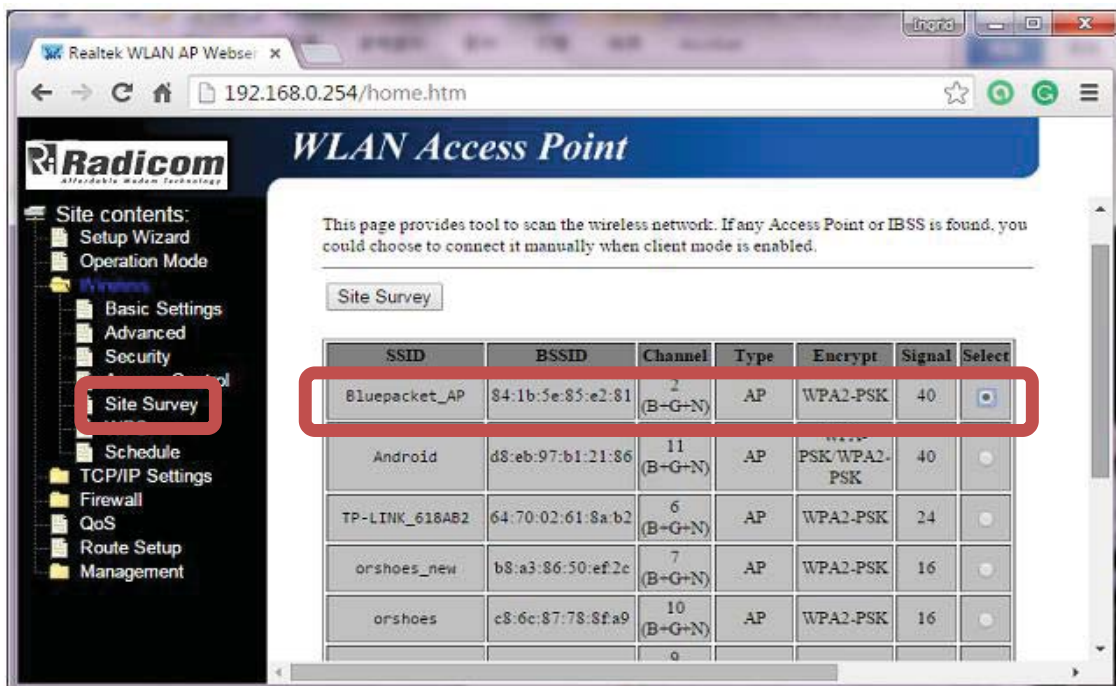 Ingrid
Realtek WLAN AP Webser
192.168.0.254/home.htm
Radicom
Affordable Modem Technology
WLAN Access Point
Site contents:
Setup Wizard
Operation Mode
Wireless
Basic Settings
Advanced
Security
Control
Site Survey
Schedule
TCP/IP Settings
Firewall
QoS
Route Setup
Management
This page provides tool to scan the wireless network. If any Access Point or IBSS is found, you
could choose to connect it manually when client mode is enabled.
Site Survey
SSID BSSID Channel Type Encrypt Signal Select
Bluepacket_AP 84:1b:5e:85:e2:81 2 (B+G+N) AP WPA2-PSK 40
Android d8:eb:97:b1:21:86 11 (B+G+N) AP WPA-PSK/WPA2-PSK 40
TP-LINK_618AB2 64:70:02:61:8a:b2 6 (B+G+N) AP WPA2-PSK 24
orshoes_new b8:a3:86:50:ef:2c 7 (B+G+N) AP WPA2-PSK 16
orshoes c8:6c:87:78:8f:a9 10 (B+G+N) AP WPA2-PSK 16
9